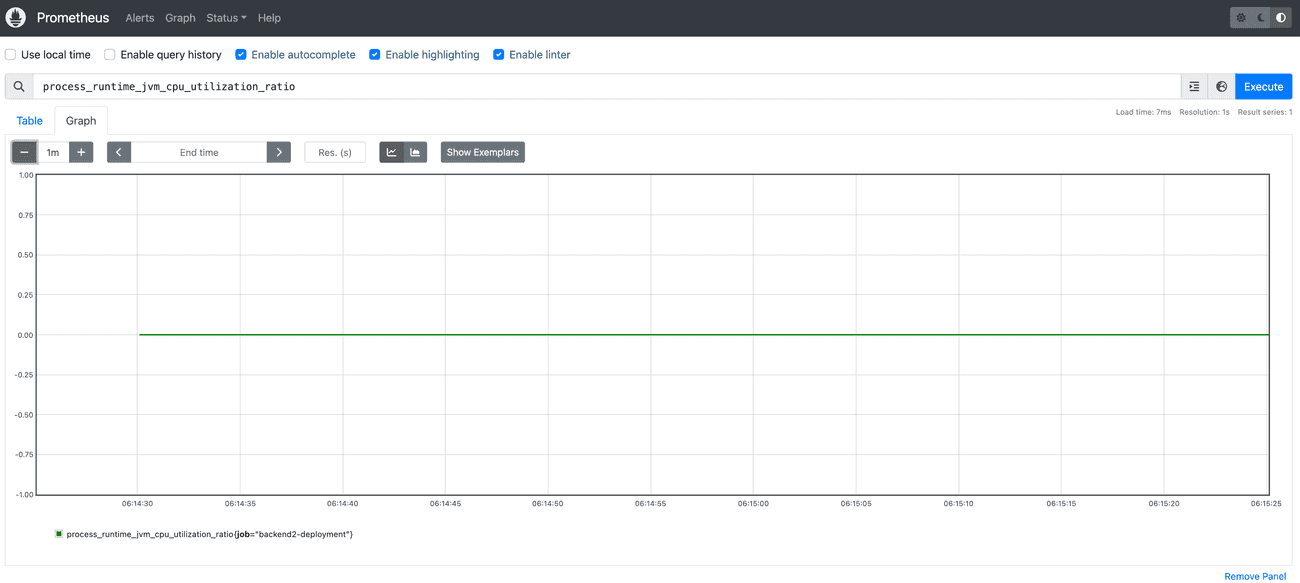 Prometheus Alerts Graph Status Help
Use local time Enable query history Enable autocomplete Enable highlighting Enable linter
process_runtime_jvm_cpu_utilization_ratio Execute
Table Graph Load time: 7ms Resolution: 1s Result series: 1
− 1m + End time Res. (s) Show Exemplars
1.00
0.75
0.50
0.25
0.00
-0.25
-0.50
-0.75
-1.00
06:14:30 06:14:35 06:14:40 06:14:45 06:14:50 06:14:55 06:15:00 06:15:05 06:15:10 06:15:15 06:15:20 06:15:25
process_runtime_jvm_cpu_utilization_ratio{job="backend2-deployment"}
Remove Panel